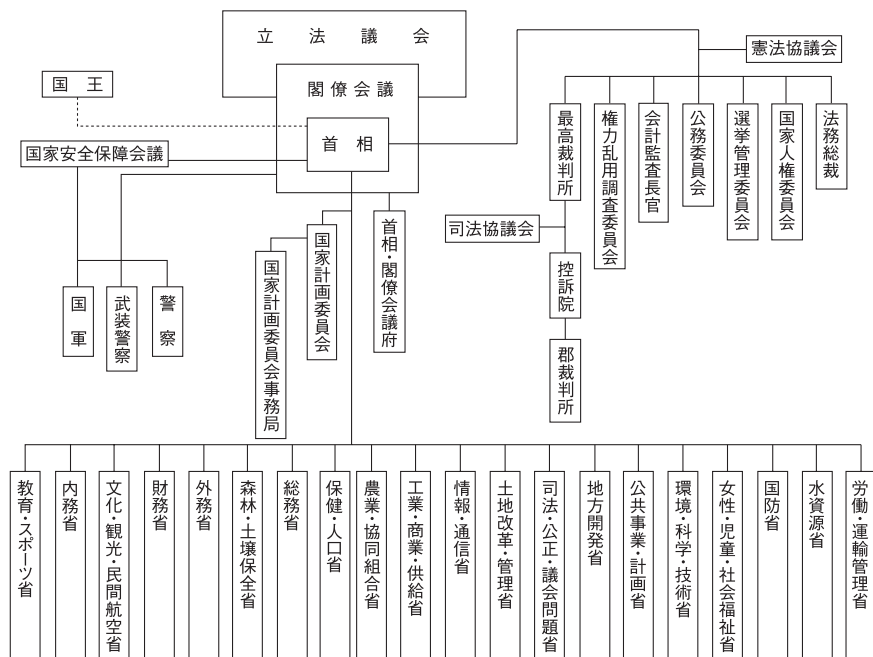 立法議会
憲法協議会
閣僚会議
国王
首相
国家安全保障会議
最高裁判所
権力乱用調査委員会
会計監査長官
公務委員会
選挙管理委員会
国家人権委員会
法務総裁
司法協議会
控訴院
郡裁判所
首相・閣僚会議府
国家計画委員会
国家計画委員会事務局
国軍
武装警察
警察
教育・スポーツ省
内務省
文化・観光・民間航空省
財務省
外務省
森林・土壌保全省
総務省
保健・人口省
農業・協同組合省
工業・商業・供給省
情報・通信省
土地改革・管理省
司法・公正・議会問題省
地方開発省
公共事業・計画省
環境・科学・技術省
女性・児童・社会福祉省
国防省
水資源省
労働・運輸管理省